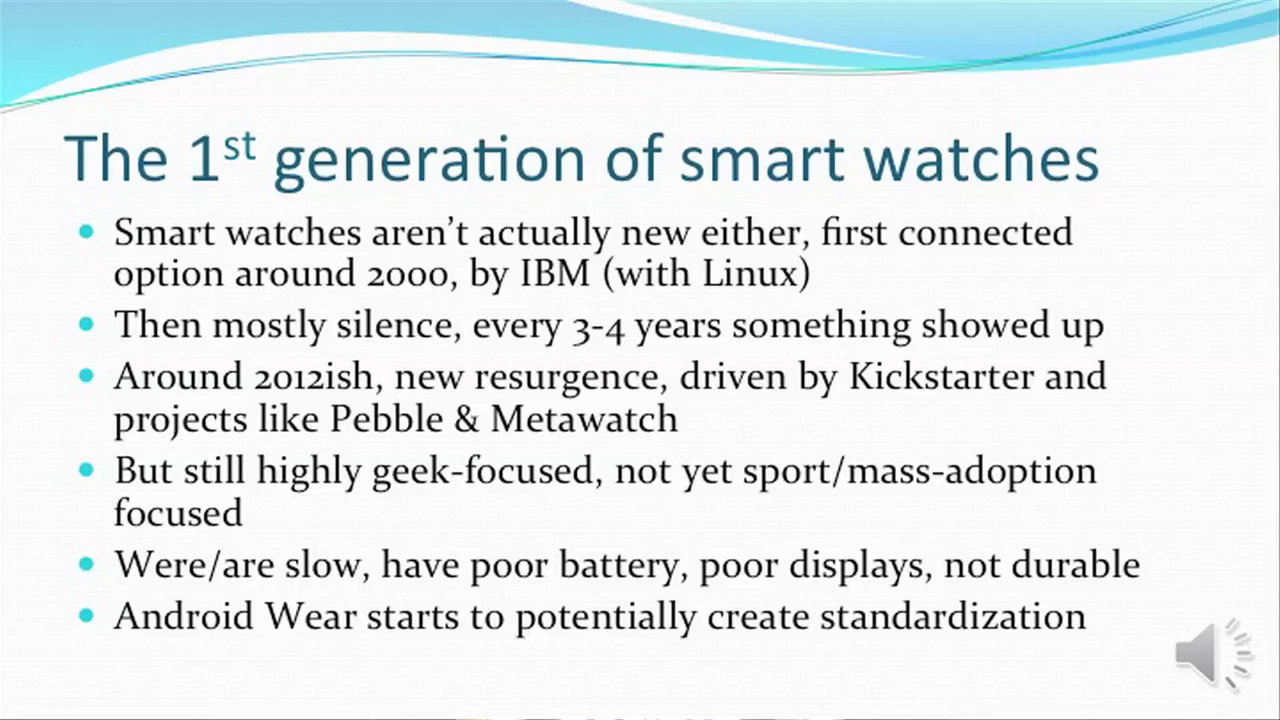 The 1st generation of smart watches
Smart watches aren't actually new either, first connected
option around 2000, by IBM (with Linux)
Then mostly silence, every 3-4 years something showed up
Around 2012ish, new resurgence, driven by Kickstarter and
projects like Pebble & Metawatch
But still highly geek-focused, not yet sport/mass-adoption
focused
Were/are slow, have poor battery, poor displays, not durable
Android Wear starts to potentially create standardization